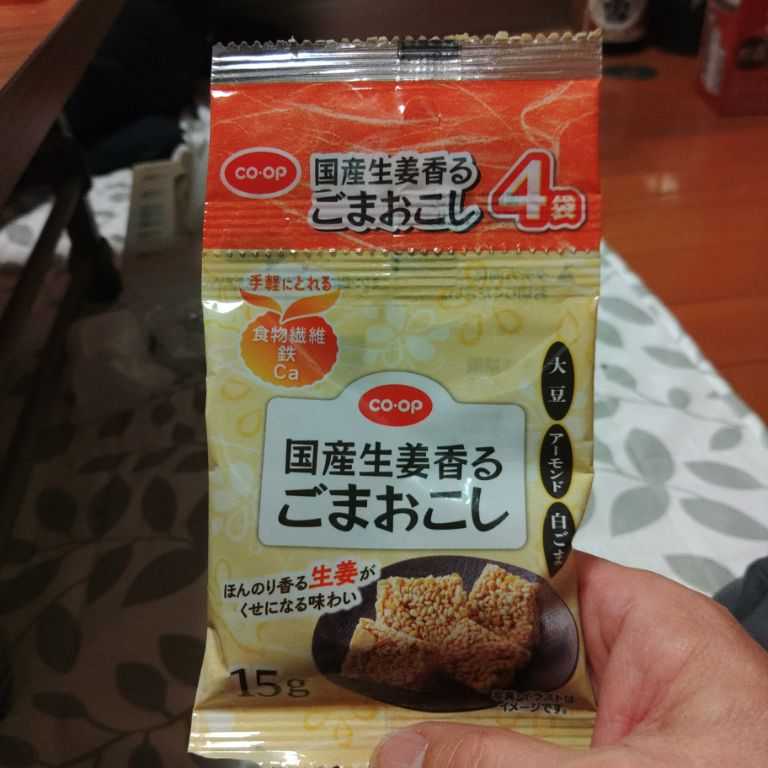 CO·OP
国産生姜香る
ごまおこし
4袋
手軽にとれる
食物繊維
鉄
Ca
CO·OP
国産生姜香る
ごまおこし
大豆
アーモンド
白ごま
ほんのり香る生姜が
くせになる味わい
15g
写真、イラストは
イメージです。